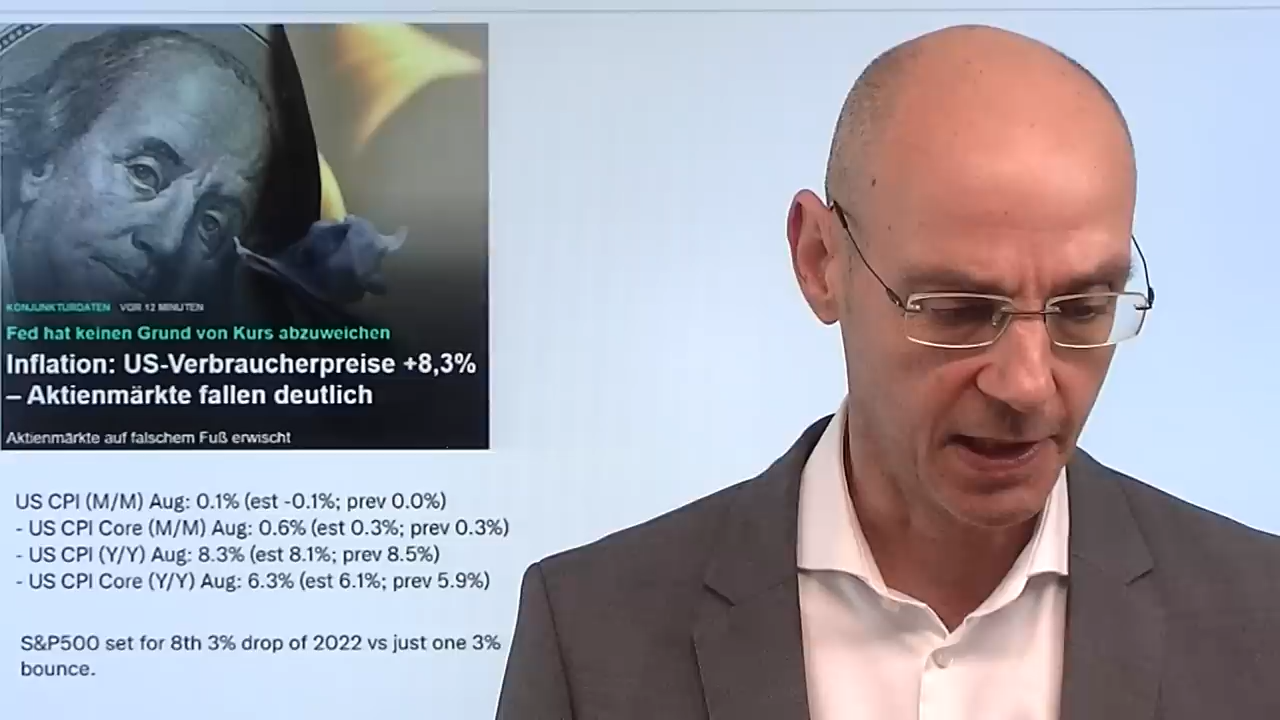 KONJUNKTURDATEN VOR 12 MINUTEN
Fed hat keinen Grund von Kurs abzuweichen
Inflation: US-Verbraucherpreise +8,3%
– Aktienmärkte fallen deutlich
Aktienmärkte auf falschem Fuß erwischt
US CPI (M/M) Aug: 0.1% (est -0.1%; prev 0.0%)
- US CPI Core (M/M) Aug: 0.6% (est 0.3%; prev 0.3%)
- US CPI (Y/Y) Aug: 8.3% (est 8.1%; prev 8.5%)
- US CPI Core (Y/Y) Aug: 6.3% (est 6.1%; prev 5.9%)
S&P500 set for 8th 3% drop of 2022 vs just one 3%
bounce.